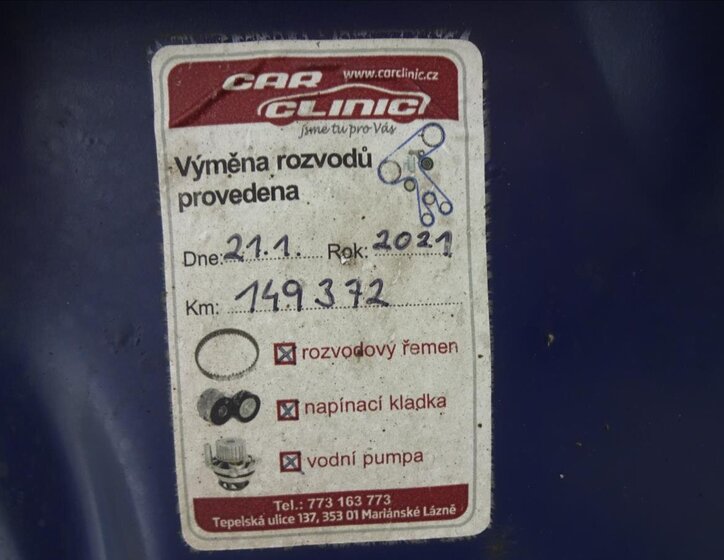 CAR www.carclinic.cz
CLINIC
jsme tu pro Vás
Výměna rozvodů
provedena
Dne: 21.1. Rok: 2021
Km: 149 372
rozvodový řemen
napínací kladka
vodní pumpa
Tel.: 773 163 773
Tepelská ulice 137, 353 01 Mariánské Lázně